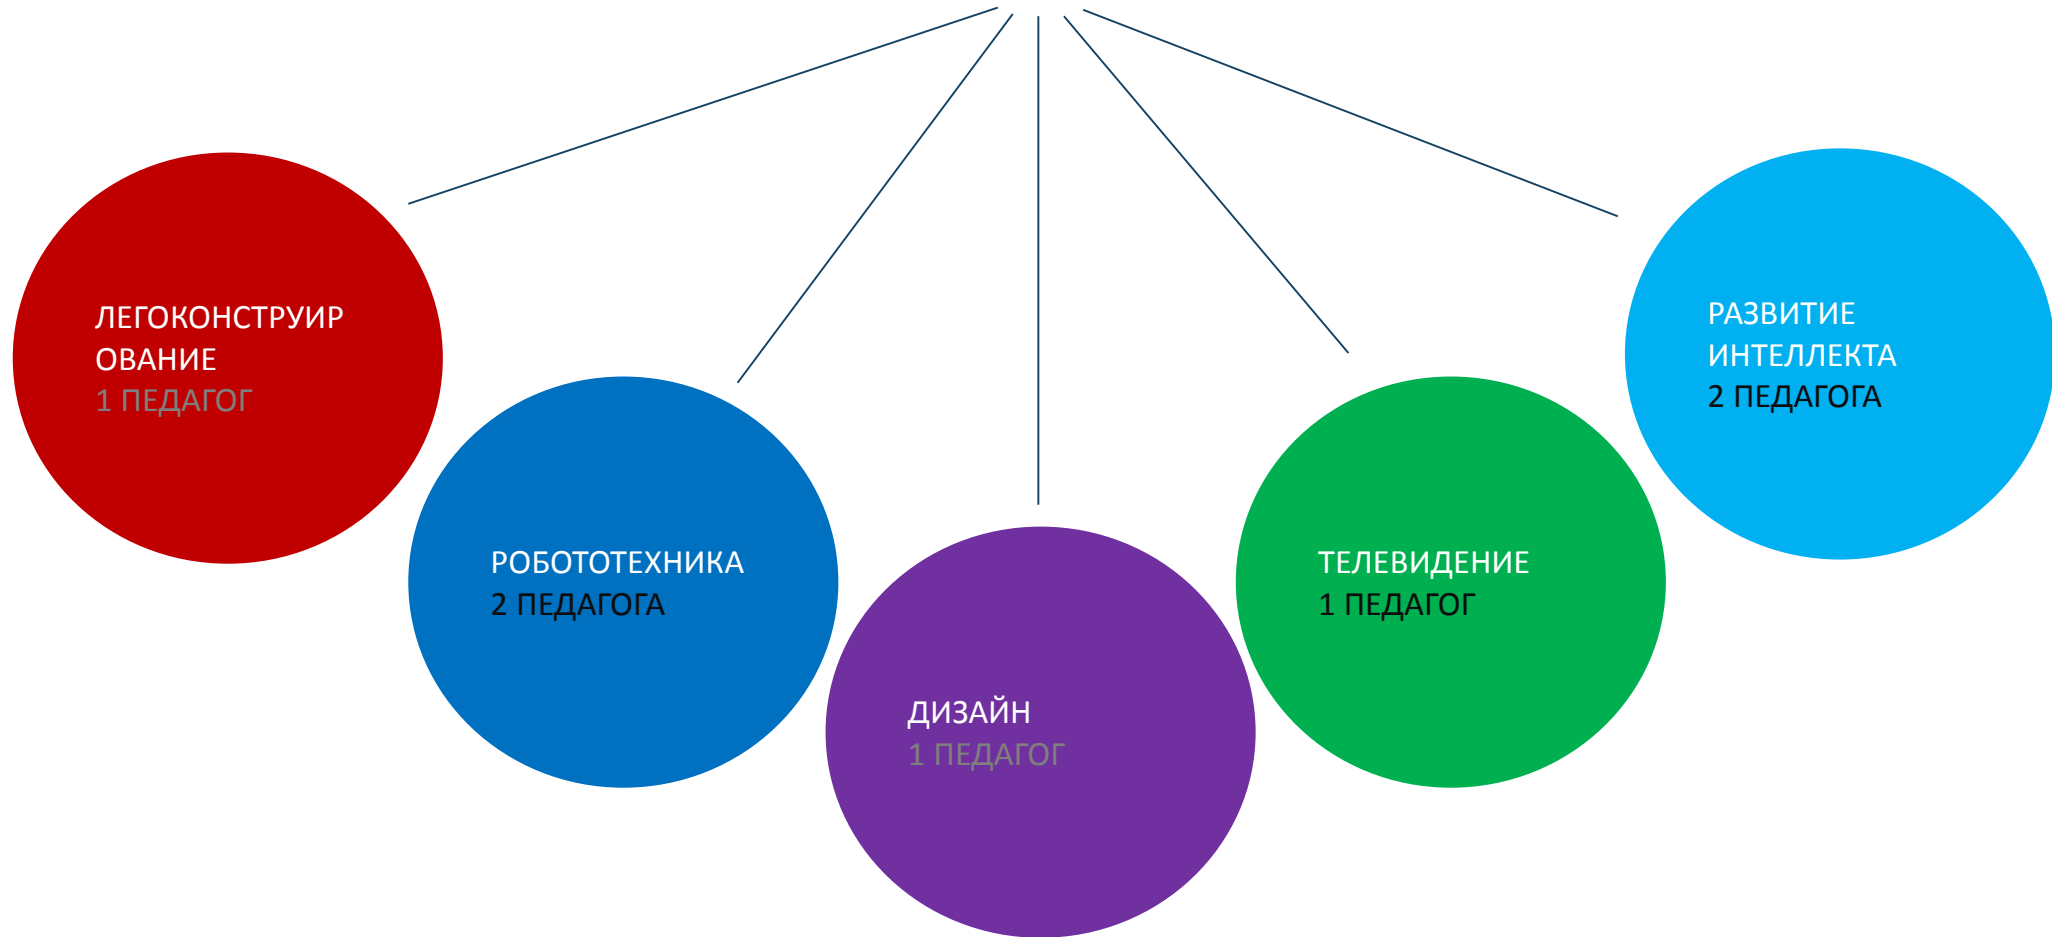 ЛЕГОКОНСТРУИР
ОВАНИЕ
1 ПЕДАГОГ
РОБОТОТЕХНИКА
2 ПЕДАГОГА
ДИЗАЙН
1 ПЕДАГОГ
ТЕЛЕВИДЕНИЕ
1 ПЕДАГОГ
РАЗВИТИЕ
ИНТЕЛЛЕКТА
2 ПЕДАГОГА